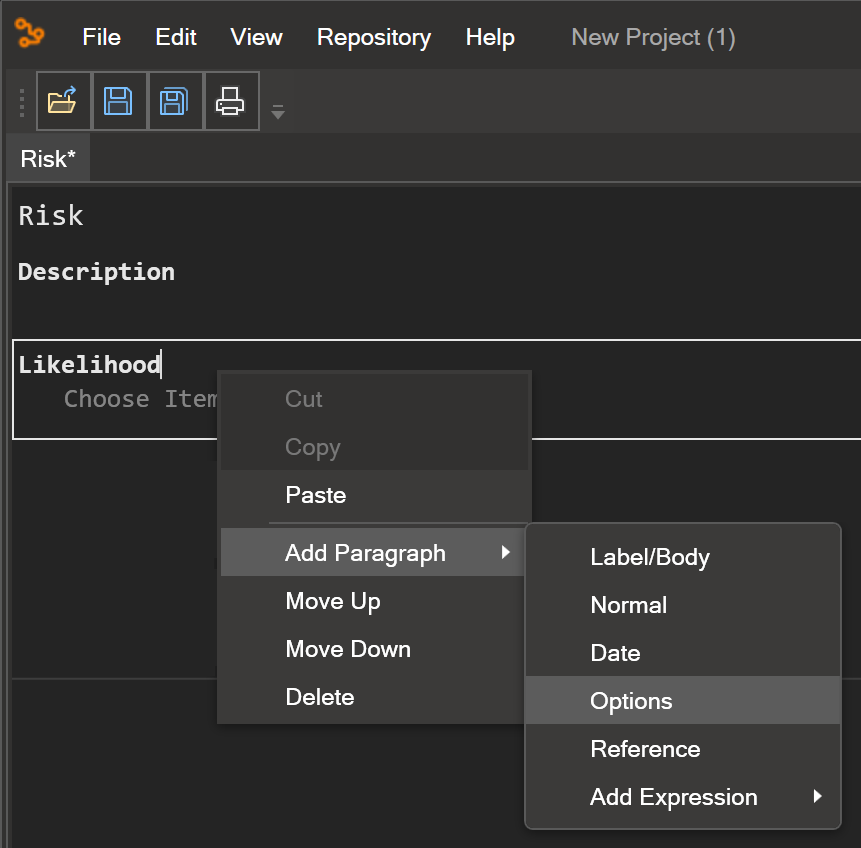 File Edit View Repository Help New Project (1)
Risk*
Risk
Description
Likelihood
Choose Item
Cut
Copy
Paste
Add Paragraph
Move Up
Move Down
Delete
Label/Body
Normal
Date
Options
Reference
Add Expression